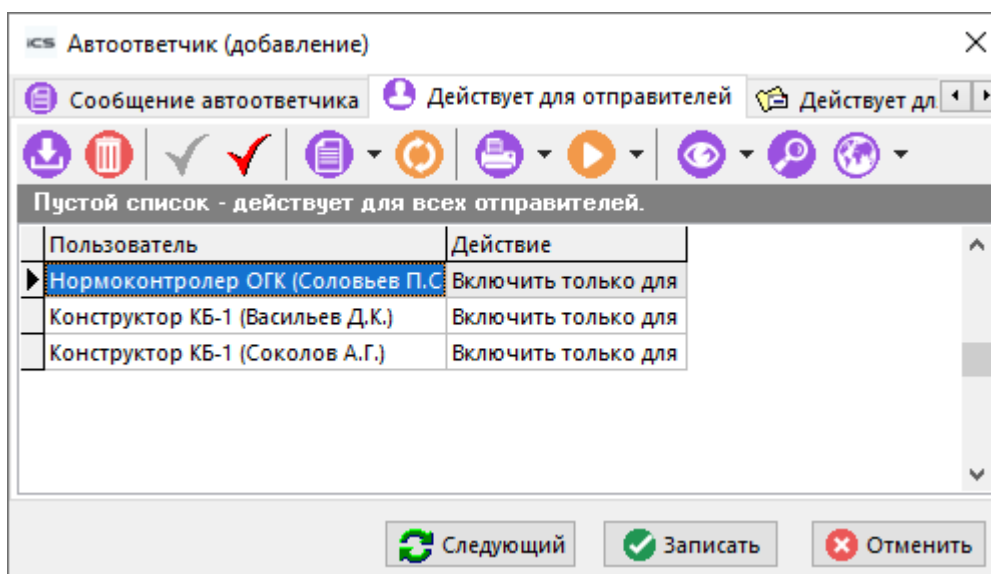 iCS Автоответчик (добавление)
Сообщение автоответчика Действует для отправителей Действует дл
Пустой список - действует для всех отправителей.
Пользователь Действие
Нормоконтролер ОГК (Соловьев П.С Включить только для
Конструктор КБ-1 (Васильев Д.К.) Включить только для
Конструктор КБ-1 (Соколов А.Г.) Включить только для
Следующий Записать Отменить